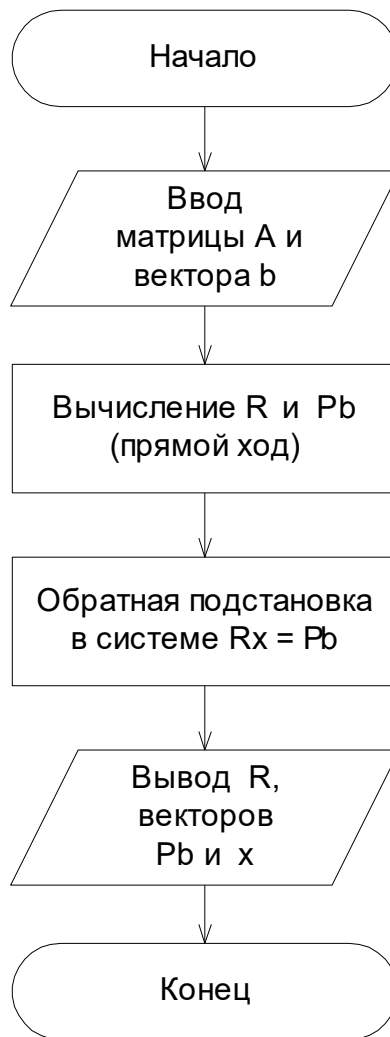 Начало
Ввод
матрицы A и
вектора b
Вычисление R и Pb
(прямой ход)
Обратная подстановка
в системе Rx = Pb
Вывод R,
векторов
Pb и x
Конец